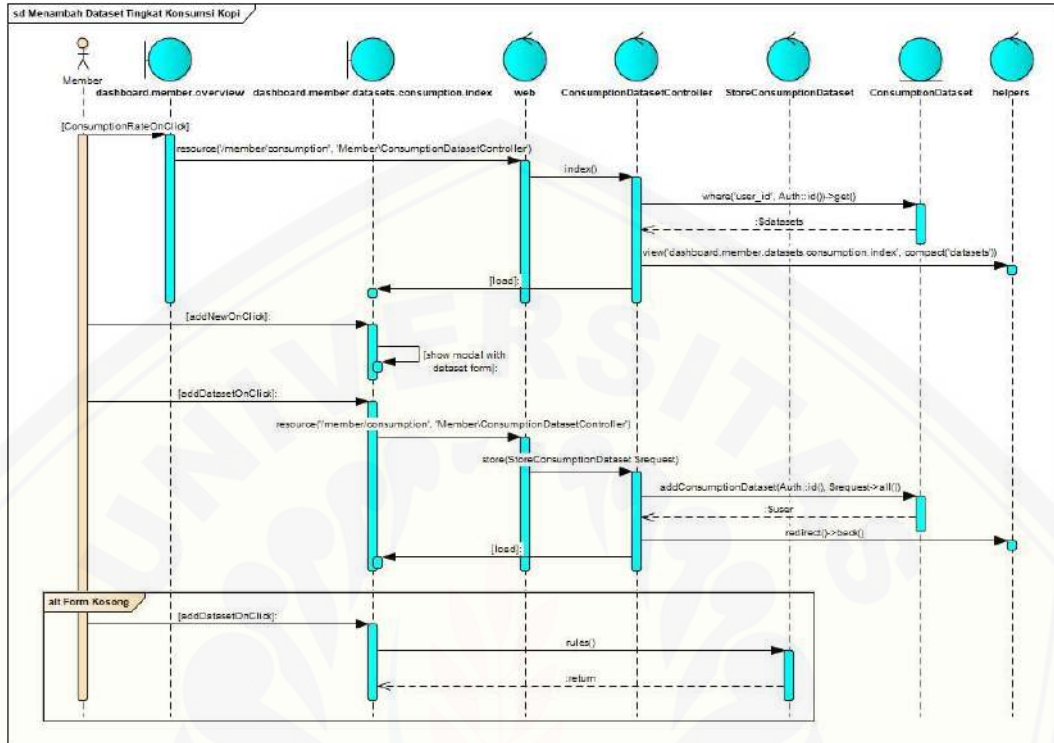 sd Menambah Dataset Tingkat Konsumsi Kopi
Member
dashboard.member.overview
dashboard.member.datasets.consumption.index
web
ConsumptionDatasetController
StoreConsumptionDataset
ConsumptionDataset
helpers
[ConsumptionRateOnClick]
resource('/member/consumption', 'Member\ConsumptionDatasetController')
index()
where('user_id', Auth::id())->get()
:$datasets
view('dashboard.member.datasets.consumption.index', compact('datasets'))
[load]:
[addNewOnClick]:
[show modal with
dataset form]:
[addDatasetOnClick]:
resource('/member/consumption', 'Member\ConsumptionDatasetController')
store(StoreConsumptionDataset $request)
addConsumptionDataset(Auth::id(), $request->all())
:$user
redirect()->back()
[load]:
alt Form Kosong
[addDatasetOnClick]:
rules()
:return
UNIVERSITAS